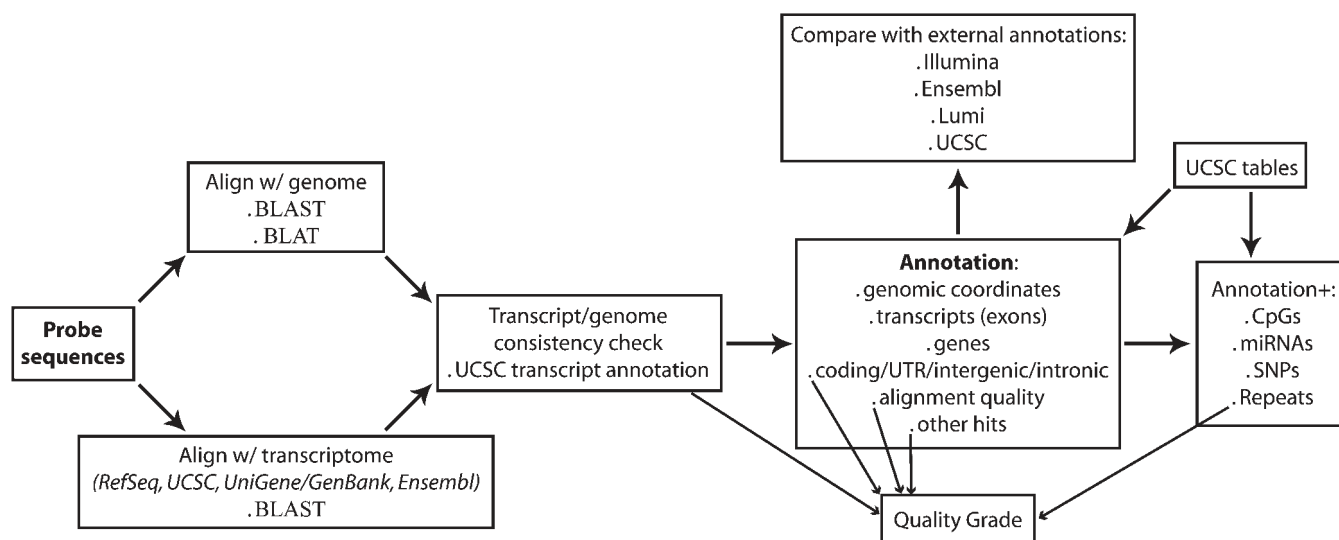 Compare with external annotations:
.Illumina
.Ensembl
.Lumi
.UCSC
UCSC tables
Align w/ genome
.BLAST
.BLAT
Probe
sequences
Transcript/genome
consistency check
.UCSC transcript annotation
Annotation:
.genomic coordinates
.transcripts (exons)
.genes
.coding/UTR/intergenic/intronic
.alignment quality
.other hits
Annotation+:
.CpGs
.miRNAs
.SNPs
.Repeats
Align w/ transcriptome
(RefSeq, UCSC, UniGene/GenBank, Ensembl)
.BLAST
Quality Grade